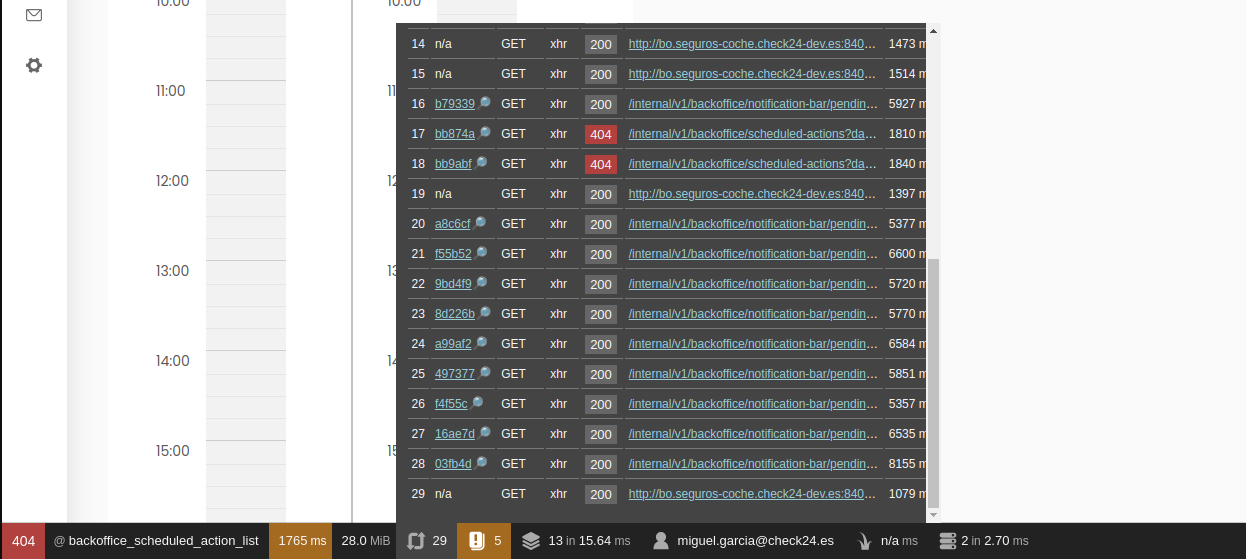 10:00 10:00
14 n/a GET xhr 200 http://bo.seguros-coche.check24-dev.es:840… 1473 m
15 n/a GET xhr 200 http://bo.seguros-coche.check24-dev.es:840… 1514 m
11:00 11
16 b79339 GET xhr 200 /internal/v1/backoffice/notification-bar/pendin… 5927 m
17 bb874a GET xhr 404 /internal/v1/backoffice/scheduled-actions?da… 1810 m
18 bb9abf GET xhr 404 /internal/v1/backoffice/scheduled-actions?da… 1840 m
12:00 12
19 n/a GET xhr 200 http://bo.seguros-coche.check24-dev.es:840… 1397 m
20 a8c6cf GET xhr 200 /internal/v1/backoffice/notification-bar/pendin… 5377 m
21 f55b52 GET xhr 200 /internal/v1/backoffice/notification-bar/pendin… 6600 m
13:00 13
22 9bd4f9 GET xhr 200 /internal/v1/backoffice/notification-bar/pendin… 5720 m
23 8d226b GET xhr 200 /internal/v1/backoffice/notification-bar/pendin… 5770 m
24 a99af2 GET xhr 200 /internal/v1/backoffice/notification-bar/pendin… 6584 m
14:00 14
25 497377 GET xhr 200 /internal/v1/backoffice/notification-bar/pendin… 5851 m
26 f4f55c GET xhr 200 /internal/v1/backoffice/notification-bar/pendin… 5357 m
27 16ae7d GET xhr 200 /internal/v1/backoffice/notification-bar/pendin… 6535 m
15:00 15
28 03fb4d GET xhr 200 /internal/v1/backoffice/notification-bar/pendin… 8155 m
29 n/a GET xhr 200 http://bo.seguros-coche.check24-dev.es:840… 1079 m
404 @ backoffice_scheduled_action_list 1765 ms 28.0 MiB 29 5 13 in 15.64 ms miguel.garcia@check24.es n/a ms 2 in 2.70 ms